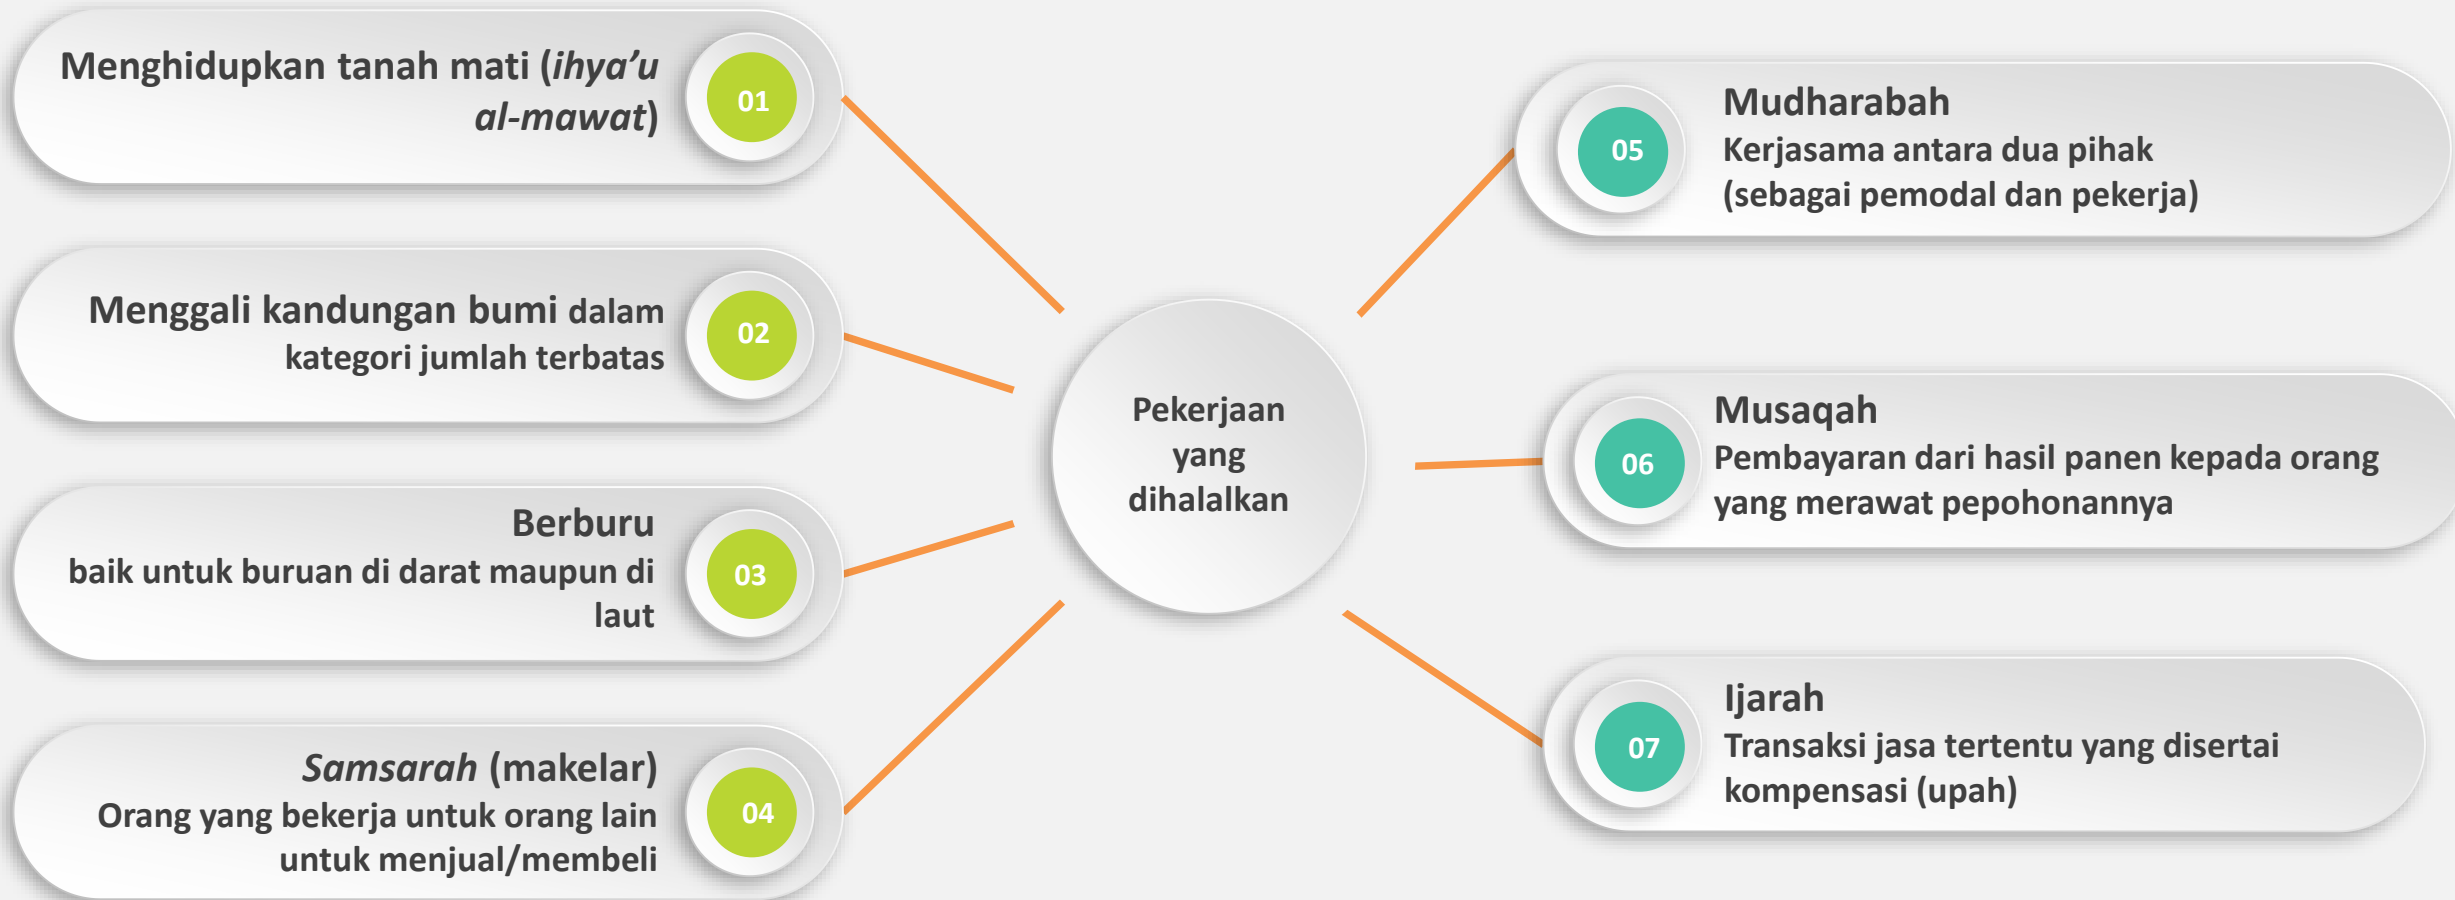 Menghidupkan tanah mati (ihya’u
al-mawat)
01
Menggali kandungan bumi dalam
kategori jumlah terbatas
02
Berburu
baik untuk buruan di darat maupun di
laut
03
Samsarah (makelar)
Orang yang bekerja untuk orang lain
untuk menjual/membeli
04
Pekerjaan
yang
dihalalkan
05
Mudharabah
Kerjasama antara dua pihak
(sebagai pemodal dan pekerja)
06
Musaqah
Pembayaran dari hasil panen kepada orang
yang merawat pepohonannya
07
Ijarah
Transaksi jasa tertentu yang disertai
kompensasi (upah)